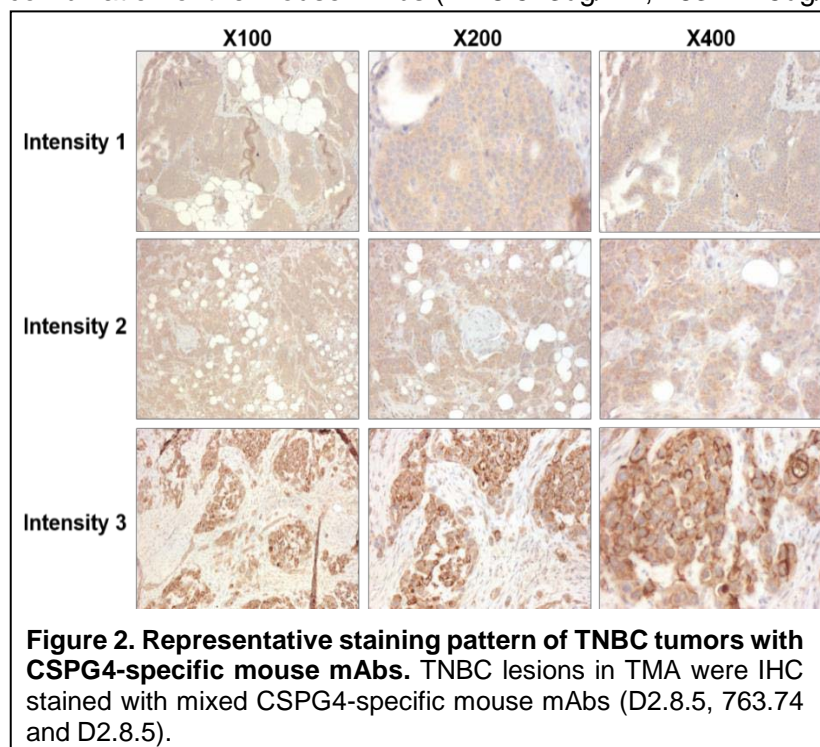 X100 X200 X400
Intensity 1
Intensity 2
Intensity 3
Figure 2. Representative staining pattern of TNBC tumors with
CSPG4-specific mouse mAbs. TNBC lesions in TMA were IHC
stained with mixed CSPG4-specific mouse mAbs (D2.8.5, 763.74
and D2.8.5).